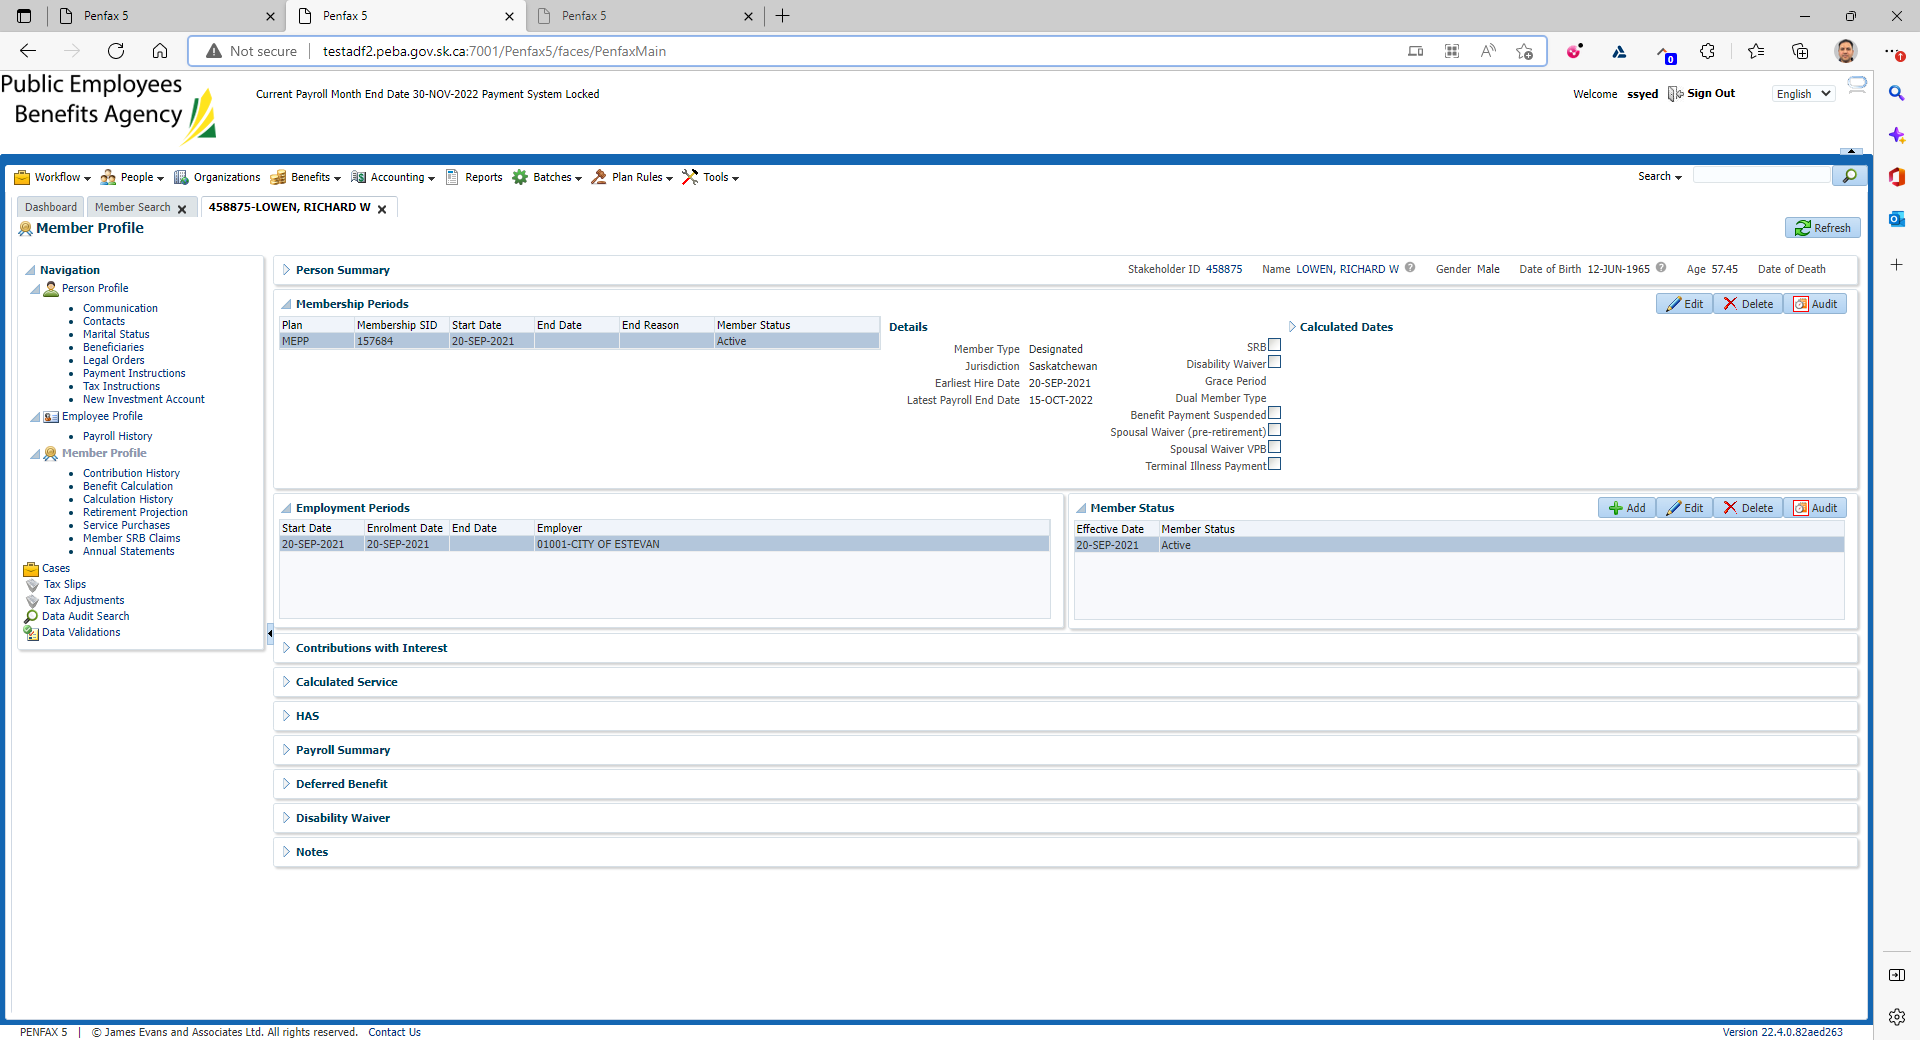 Penfax 5
Penfax 5
Penfax 5
Not secure
testadf2.peba.gov.sk.ca:7001/Penfax5/faces/PenfaxMain
0
Public Employees
Benefits Agency
Current Payroll Month End Date 30-NOV-2022 Payment System Locked
Welcome ssyed Sign Out
English
Workflow People Organizations Benefits Accounting Reports Batches Plan Rules Tools
Search
Dashboard Member Search 458875-LOWEN, RICHARD W
Member Profile
Refresh
Navigation
Person Profile
Communication
Contacts
Marital Status
Beneficiaries
Legal Orders
Payment Instructions
Tax Instructions
New Investment Account
Employee Profile
Payroll History
Member Profile
Contribution History
Benefit Calculation
Calculation History
Retirement Projection
Service Purchases
Member SRB Claims
Annual Statements
Cases
Tax Slips
Tax Adjustments
Data Audit Search
Data Validations
Person Summary
Stakeholder ID 458875 Name LOWEN, RICHARD W Gender Male Date of Birth 12-JUN-1965 Age 57.45 Date of Death
Membership Periods
Edit Delete Audit
Plan Membership SID Start Date End Date End Reason Member Status
MEPP 157684 20-SEP-2021 Active
Details
Member Type Designated
Jurisdiction Saskatchewan
Earliest Hire Date 20-SEP-2021
Latest Payroll End Date 15-OCT-2022
SRB
Disability Waiver
Grace Period
Dual Member Type
Benefit Payment Suspended
Spousal Waiver (pre-retirement)
Spousal Waiver VPB
Terminal Illness Payment
Calculated Dates
Employment Periods
Start Date Enrolment Date End Date Employer
20-SEP-2021 20-SEP-2021 01001-CITY OF ESTEVAN
Member Status
Add Edit Delete Audit
Effective Date Member Status
20-SEP-2021 Active
Contributions with Interest
Calculated Service
HAS
Payroll Summary
Deferred Benefit
Disability Waiver
Notes
PENFAX 5 | © James Evans and Associates Ltd. All rights reserved. Contact Us
Version 22.4.0.82aed263